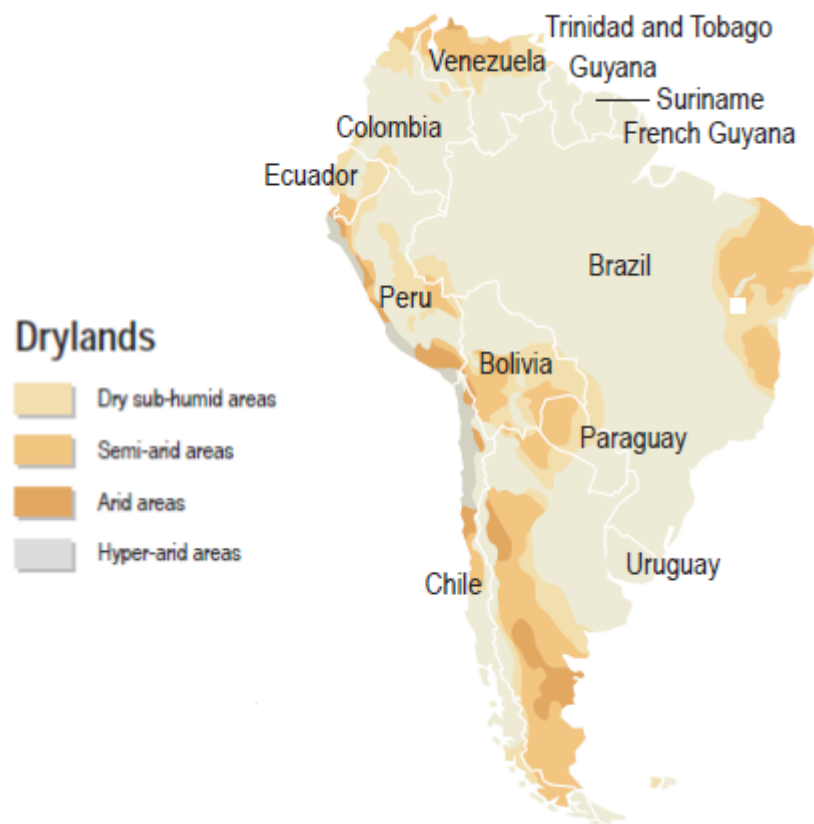 Trinidad and Tobago
Venezuela
Guyana
Suriname
Colombia
French Guyana
Ecuador
Brazil
Peru
Drylands
Bolivia
Dry sub-humid areas
Semi-arid areas
Paraguay
Arid areas
Hyper-arid areas
Uruguay
Chile